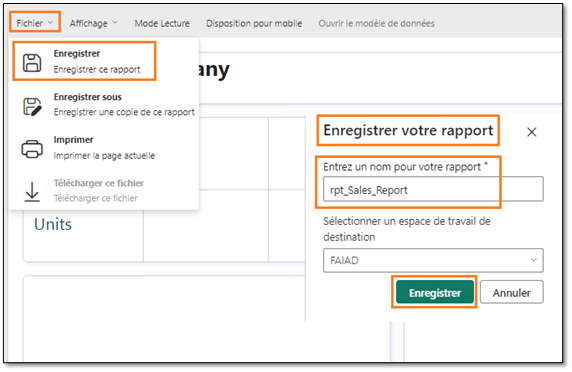 Fichier Affichage Mode Lecture Disposition pour mobile Ouvrir le modèle de données
Enregistrer
Enregistrer ce rapport
any
Enregistrer sous
Enregistrer une copie de ce rapport
Imprimer
Imprimer la page actuelle
Télécharger ce fichier
Télécharger ce fichier
Units
Enregistrer votre rapport
Entrez un nom pour votre rapport *
rpt_Sales_Report
Sélectionner un espace de travail de
destination
FAIAD
Enregistrer Annuler